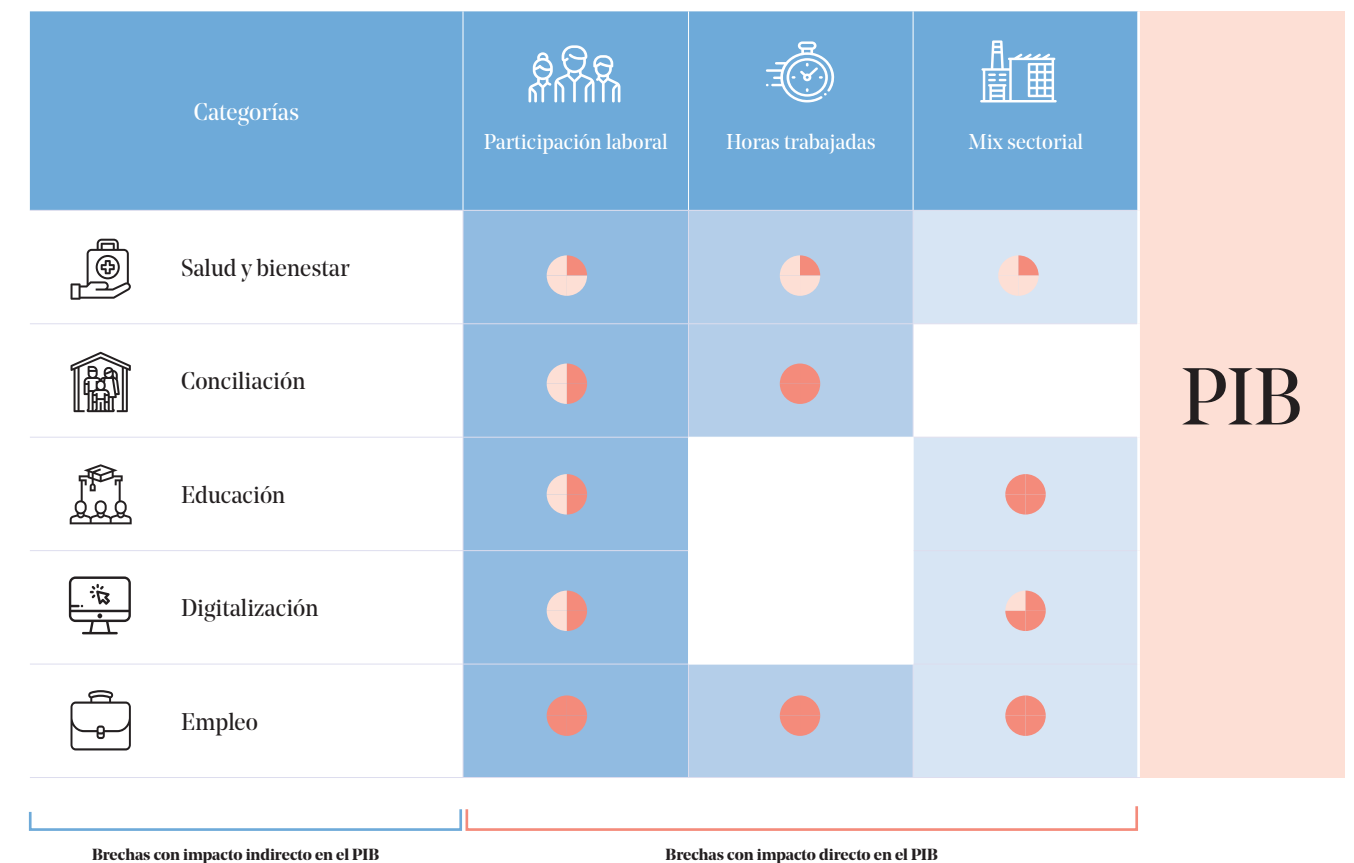 Categorías
Participación laboral
Horas trabajadas
Mix sectorial
Salud y bienestar
Conciliación
PIB
Educación
Digitalización
Empleo
Brechas con impacto indirecto en el PIB
Brechas con impacto directo en el PIB